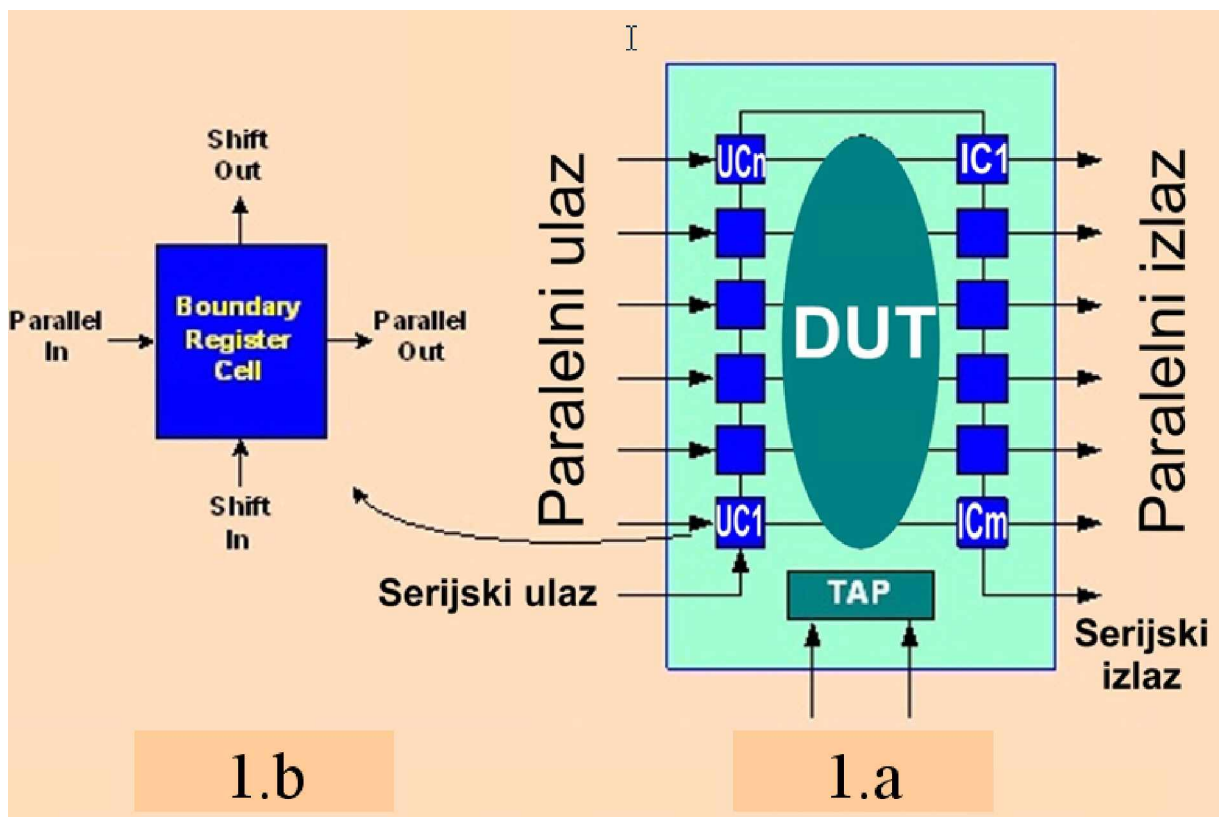 Shift
Out
Parallel
In
Boundary
Register
Cell
Parallel
Out
Shift
In
1.b
Paralelni ulaz
UCn
IC1
DUT
UC1
ICm
Serijski ulaz
TAP
Paralelni izlaz
Serijski
izlaz
1.a